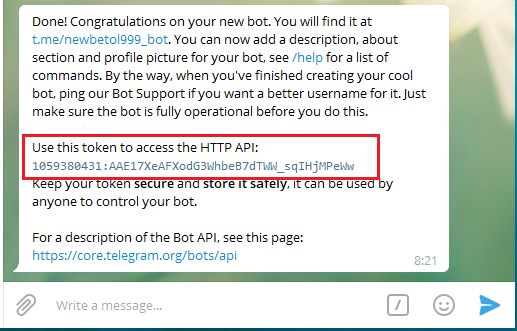 Done! Congratulations on your new bot. You will find it at
t.me/newbetol999_bot. You can now add a description, about
section and profile picture for your bot, see /help for a list of
commands. By the way, when you've finished creating your cool
bot, ping our Bot Support if you want a better username for it. Just
make sure the bot is fully operational before you do this.
Use this token to access the HTTP API:
1059380431:AAE17XeAFXodG3WhbeB7dTWW_sqIHjMPeWw
Keep your token secure and store it safely, it can be used by
anyone to control your bot.
For a description of the Bot API, see this page:
https://core.telegram.org/bots/api
8:21
Write a message...